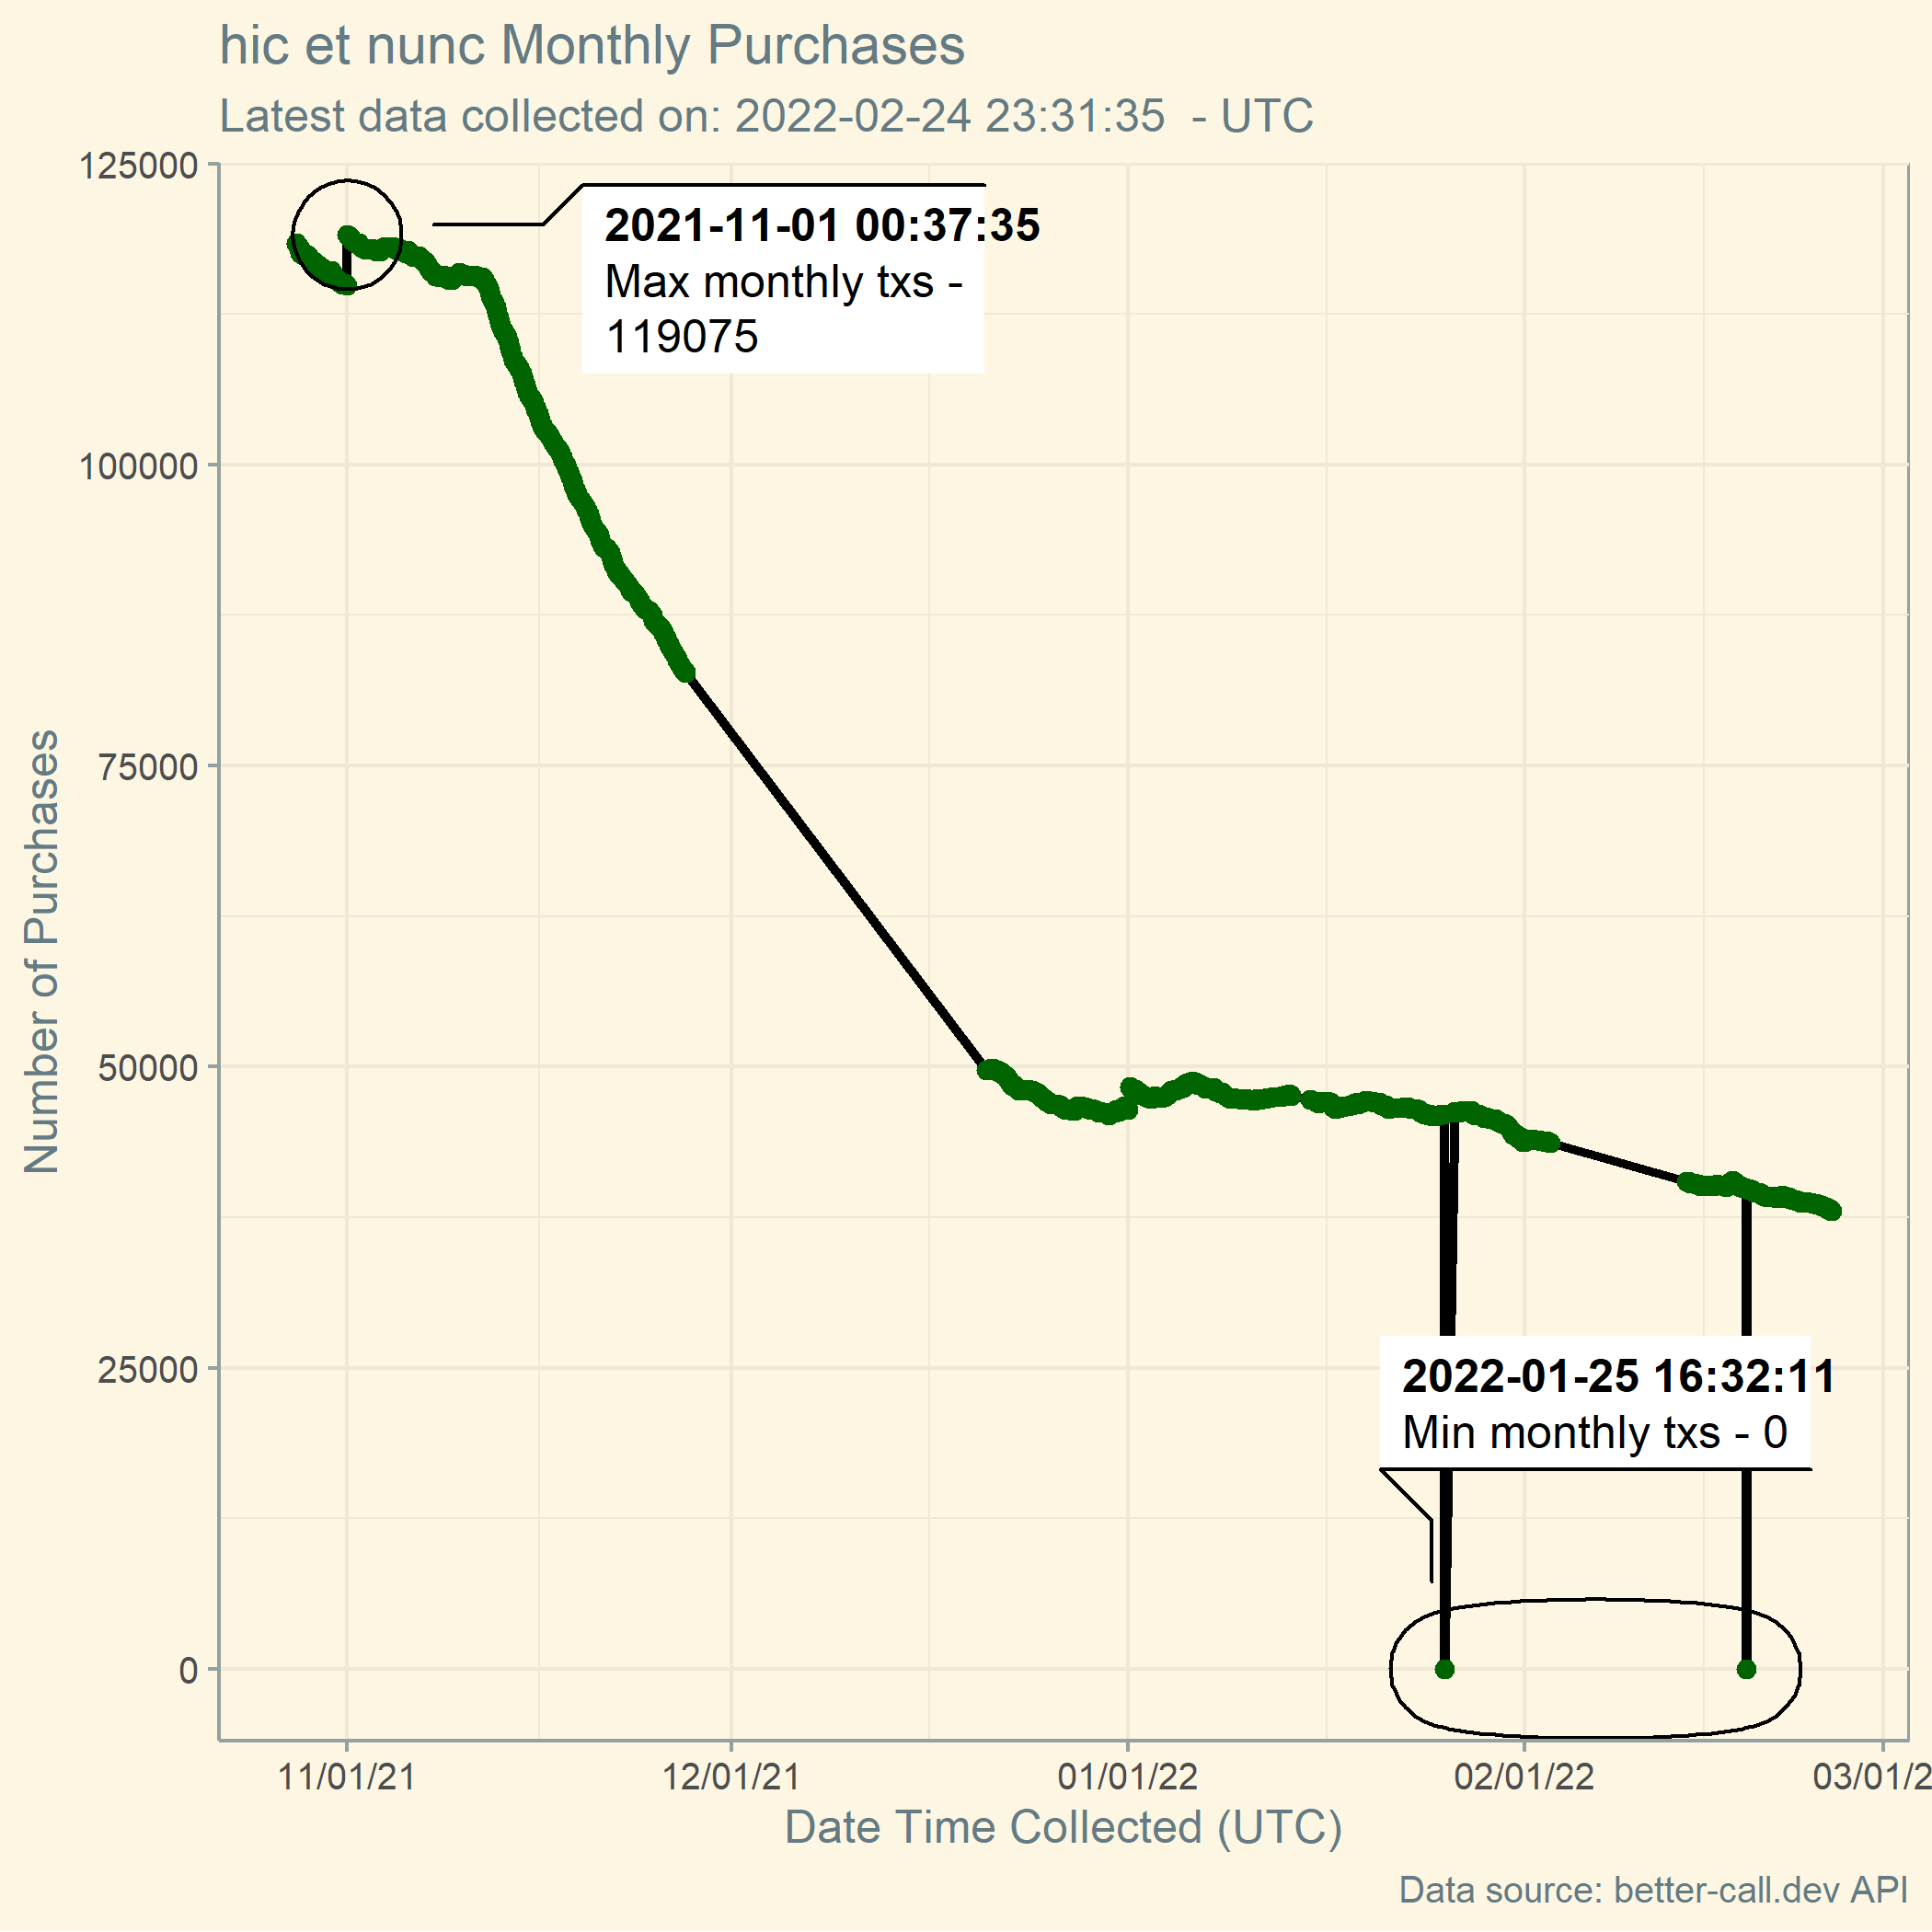 hic et nunc Monthly Purchases
Latest data collected on: 2022-02-24 23:31:35  - UTC
125000
100000
75000
50000
25000
0
Number of Purchases
2021-11-01 00:37:35
Max monthly txs -
119075
2022-01-25 16:32:11
Min monthly txs - 0
11/01/21
12/01/21
01/01/22
02/01/22
03/01/2
Date Time Collected (UTC)
Data source: better-call.dev API